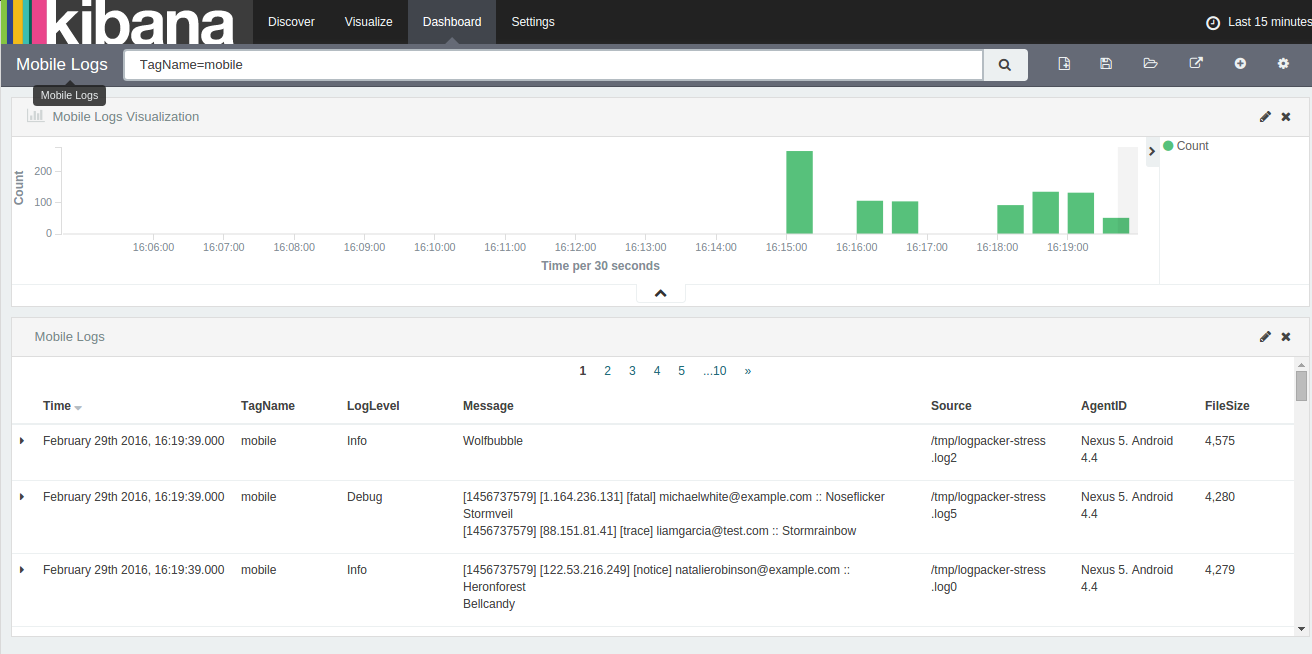 kibana Discover Visualize Dashboard Settings Last 15 minutes
Mobile Logs TagName=mobile
Mobile Logs
Mobile Logs Visualization
Count
200
100
0
16:06:00 16:07:00 16:08:00 16:09:00 16:10:00 16:11:00 16:12:00 16:13:00 16:14:00 16:15:00 16:16:00 16:17:00 16:18:00 16:19:00
Time per 30 seconds
Count
Mobile Logs
1 2 3 4 5 ...10 »
Time TagName LogLevel Message Source AgentID FileSize
February 29th 2016, 16:19:39.000 mobile Info Wolfbubble /tmp/logpacker-stress Nexus 5. Android 4,575
.log2 4.4
February 29th 2016, 16:19:39.000 mobile Debug [1456737579] [1.164.236.131] [fatal] michaelwhite@example.com :: Noseflicker /tmp/logpacker-stress Nexus 5. Android 4,280
Stormveil .log5 4.4
[1456737579] [88.151.81.41] [trace] liamgarcia@test.com :: Stormrainbow
February 29th 2016, 16:19:39.000 mobile Info [1456737579] [122.53.216.249] [notice] natalierobinson@example.com :: /tmp/logpacker-stress Nexus 5. Android 4,279
Heronforest .log0 4.4
Bellcandy